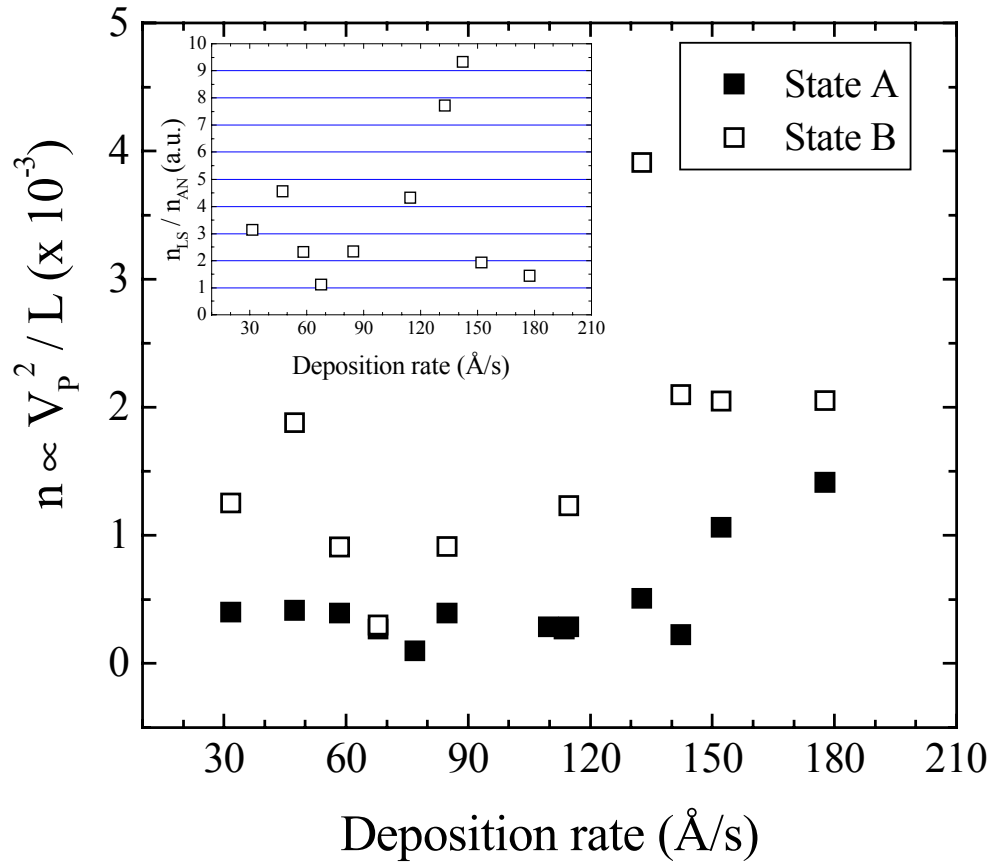 5
4
3
2
1
0
n ∝ V_P^2 / L (x 10^-3)
30 60 90 120 150 180 210
Deposition rate (Å/s)
State A
State B
10
9
8
7
6
5
4
3
2
1
0
n_LS / n_AN (a.u.)
30 60 90 120 150 180 210
Deposition rate (Å/s)